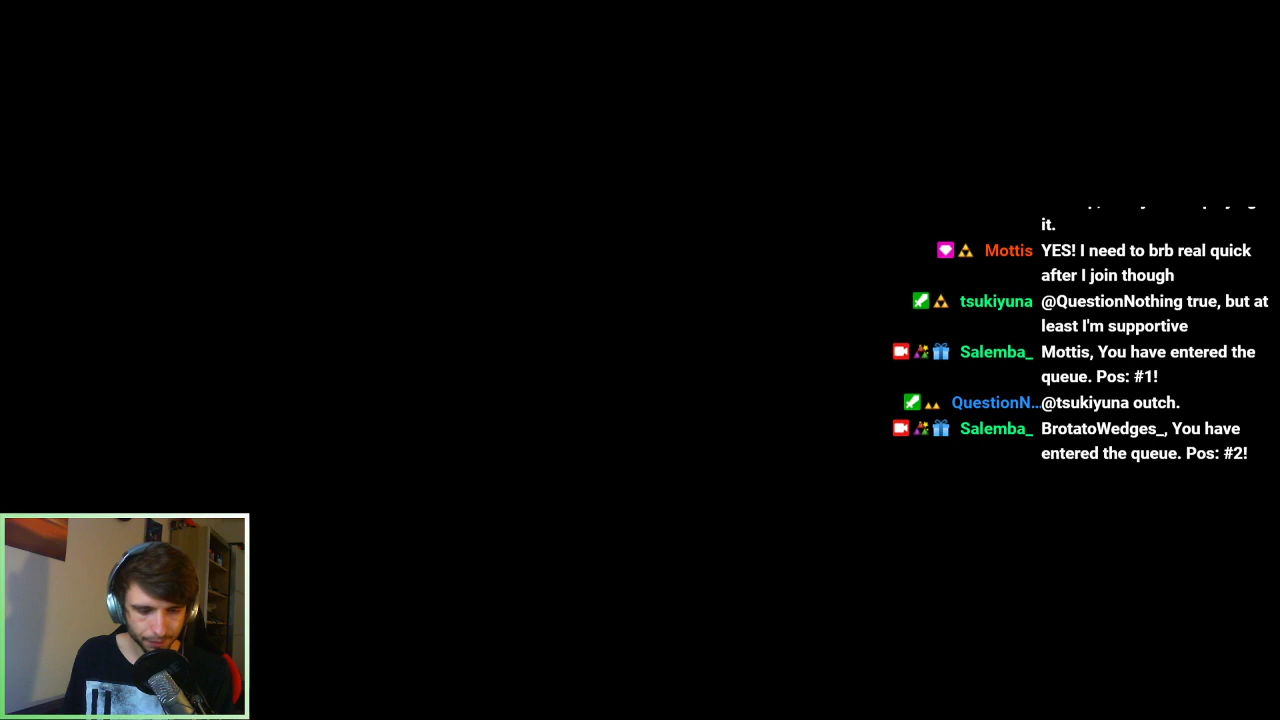 it.
Mottis YES! I need to brb real quick
after I join though
tsukiyuna @QuestionNothing true, but at
least I'm supportive
Salemba_ Mottis, You have entered the
queue. Pos: #1!
QuestionN... @tsukiyuna outch.
Salemba_ BrotatoWedges_, You have
entered the queue. Pos: #2!